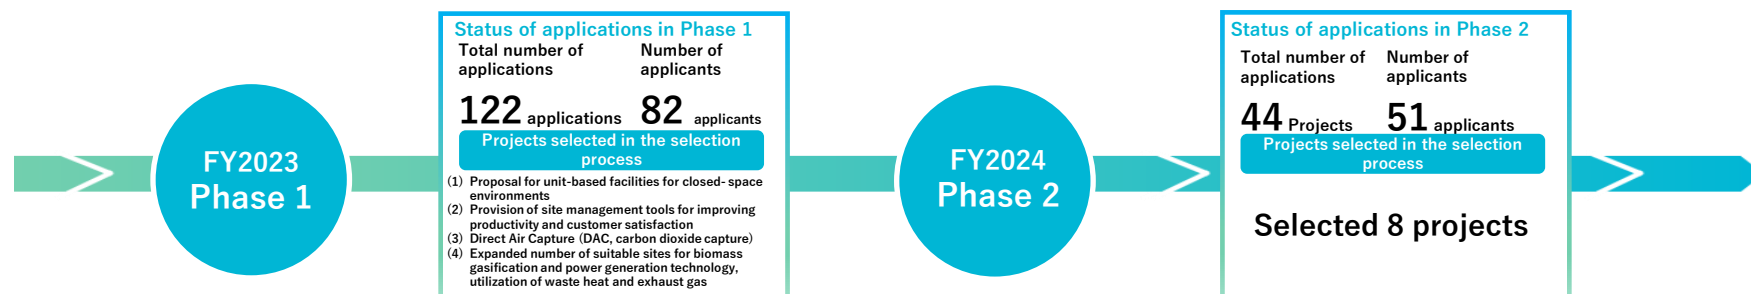 FY2023
Phase 1
Status of applications in Phase 1
Total number of
applications
Number of
applicants
122 applications
82 applicants
Projects selected in the selection
process
(1) Proposal for unit-based facilities for closed- space
environments
(2) Provision of site management tools for improving
productivity and customer satisfaction
(3) Direct Air Capture (DAC, carbon dioxide capture)
(4) Expanded number of suitable sites for biomass
gasification and power generation technology,
utilization of waste heat and exhaust gas
FY2024
Phase 2
Status of applications in Phase 2
Total number of
applications
Number of
applicants
44 Projects
51 applicants
Projects selected in the selection
process
Selected 8 projects